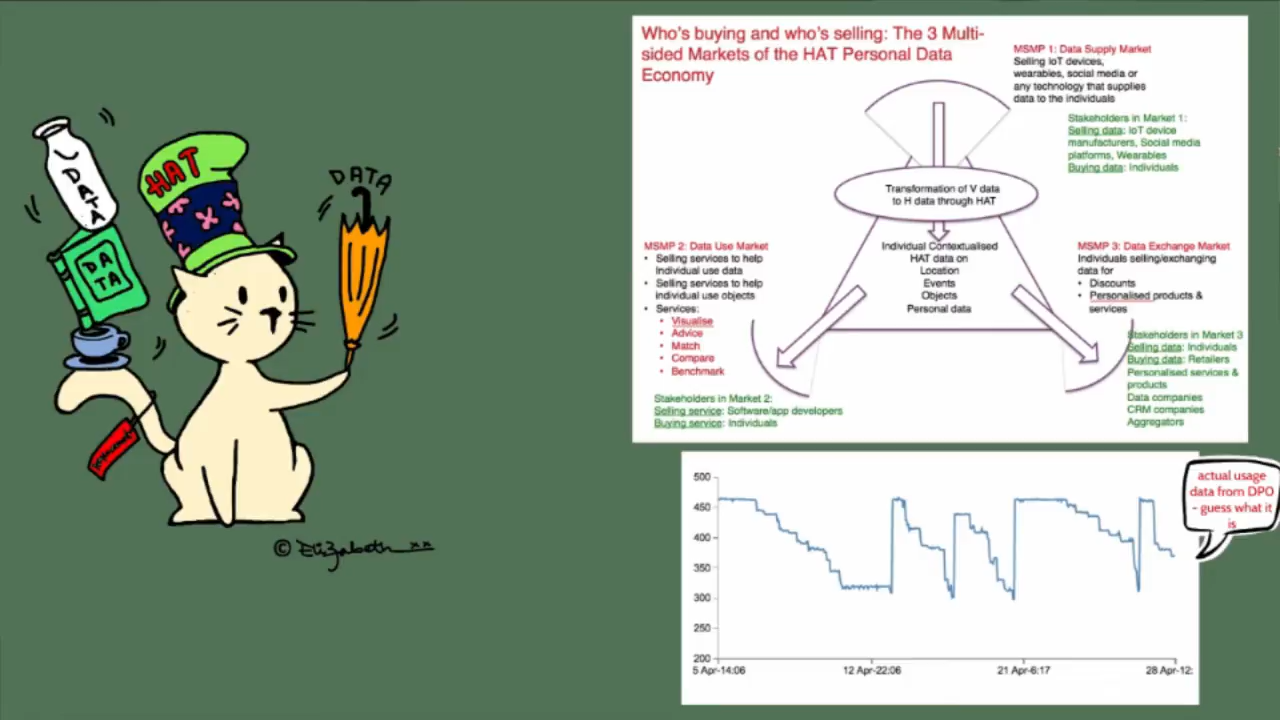 DATA
HAT
DATA
DA
TA
© Elizabeth xx
Who's buying and who's selling: The 3 Multi-
sided Markets of the HAT Personal Data
Economy
MSMP 1: Data Supply Market
Selling IoT devices,
wearables, social media or
any technology that supplies
data to the individuals
Stakeholders in Market 1:
Selling data: IoT device
manufacturers, Social media
platforms, Wearables
Buying data: Individuals
Transformation of V data
to H data through HAT
Individual Contextualised
HAT data on
Location
Events
Objects
Personal data
MSMP 2: Data Use Market
• Selling services to help
Individual use data
• Selling services to help
individual use objects
• Services:
• Visualise
• Advice
• Match
• Compare
• Benchmark
Stakeholders in Market 2:
Selling service: Software/app developers
Buying service: Individuals
MSMP 3: Data Exchange Market
Individuals selling/exchanging
data for
• Discounts
• Personalised products &
services
Stakeholders in Market 3
Selling data: Individuals
Buying data: Retailers
Personalised services &
products
Data companies
CRM companies
Aggregators
500
450
400
350
300
250
200
5 Apr-14:06
12 Apr-22:06
21 Apr-6:17
28 Apr-12:
actual usage
data from DPO
- guess what it
is